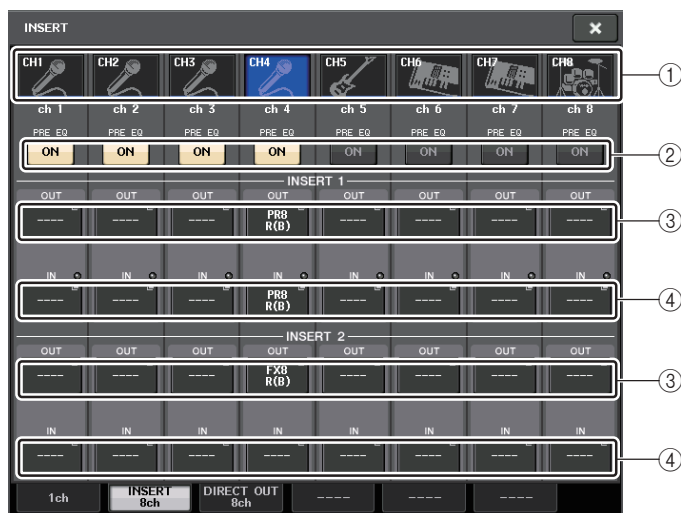 INSERT ×
CH1 CH2 CH3 CH4 CH5 CH6 CH7 CH8 ①
ch 1 ch 2 ch 3 ch 4 ch 5 ch 6 ch 7 ch 8
PRE EQ PRE EQ PRE EQ PRE EQ PRE EQ PRE EQ PRE EQ PRE EQ
ON ON ON ON ON ON ON ON ②
INSERT 1
OUT OUT OUT OUT OUT OUT OUT OUT
---- ---- ---- PR8 R(B) ---- ---- ---- ---- ③
IN IN IN IN IN IN IN IN
---- ---- ---- PR8 R(B) ---- ---- ---- ---- ④
INSERT 2
OUT OUT OUT OUT OUT OUT OUT OUT
---- ---- ---- FX8 R(B) ---- ---- ---- ---- ③
IN IN IN IN IN IN IN IN
---- ---- ---- ---- ---- ---- ---- ---- ④
1ch INSERT 8ch DIRECT OUT 8ch ---- ---- ----